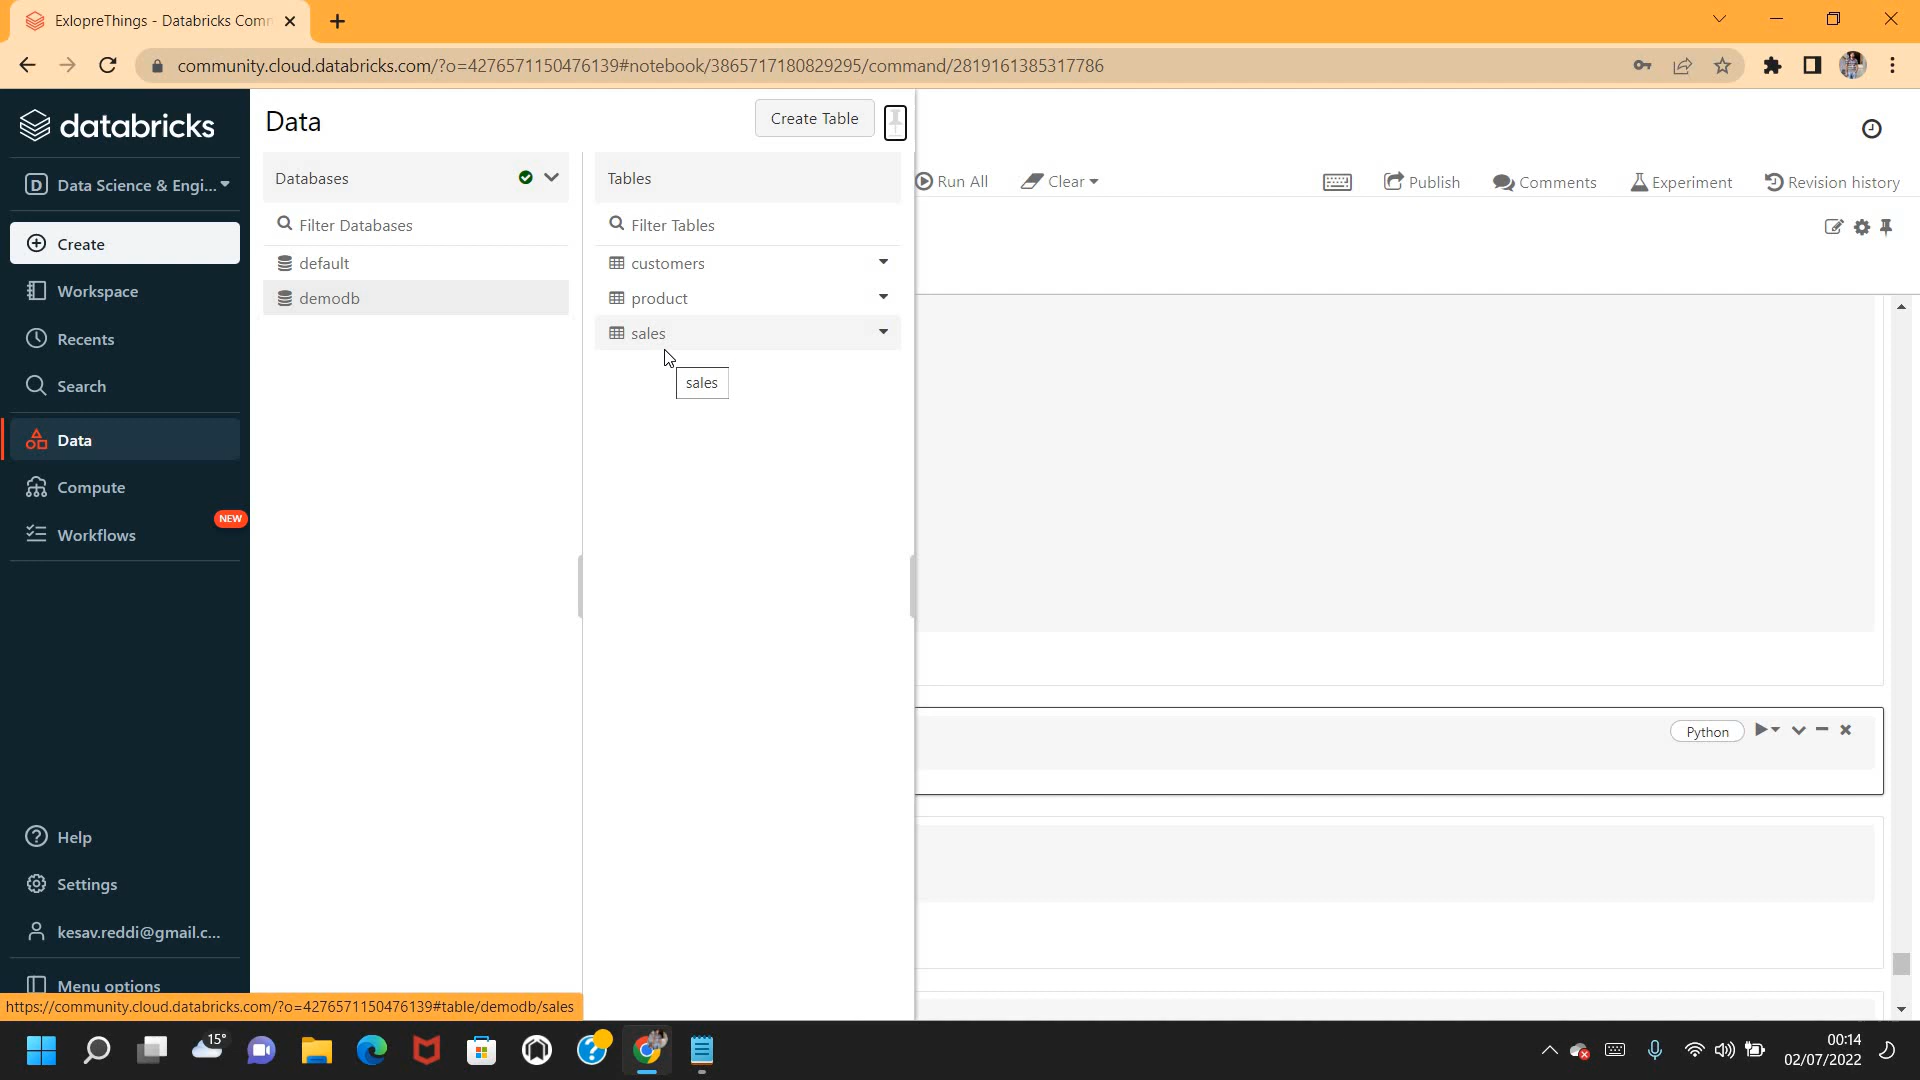 ExlopreThings - Databricks Comm
community.cloud.databricks.com/?o=4276571150476139#notebook/3865717180829295/command/2819161385317786
databricks
Data
Create Table
D
Data Science & Engi...
Databases
Tables
Run All
Clear
Publish
Comments
Experiment
Revision history
Filter Databases
Filter Tables
Create
default
customers
Workspace
demodb
product
Recents
sales
Search
sales
Data
Compute
NEW
Workflows
Python
Help
Settings
kesav.reddi@gmail.c...
Menu options
https://community.cloud.databricks.com/?o=4276571150476139#table/demodb/sales
15°
00:14
02/07/2022